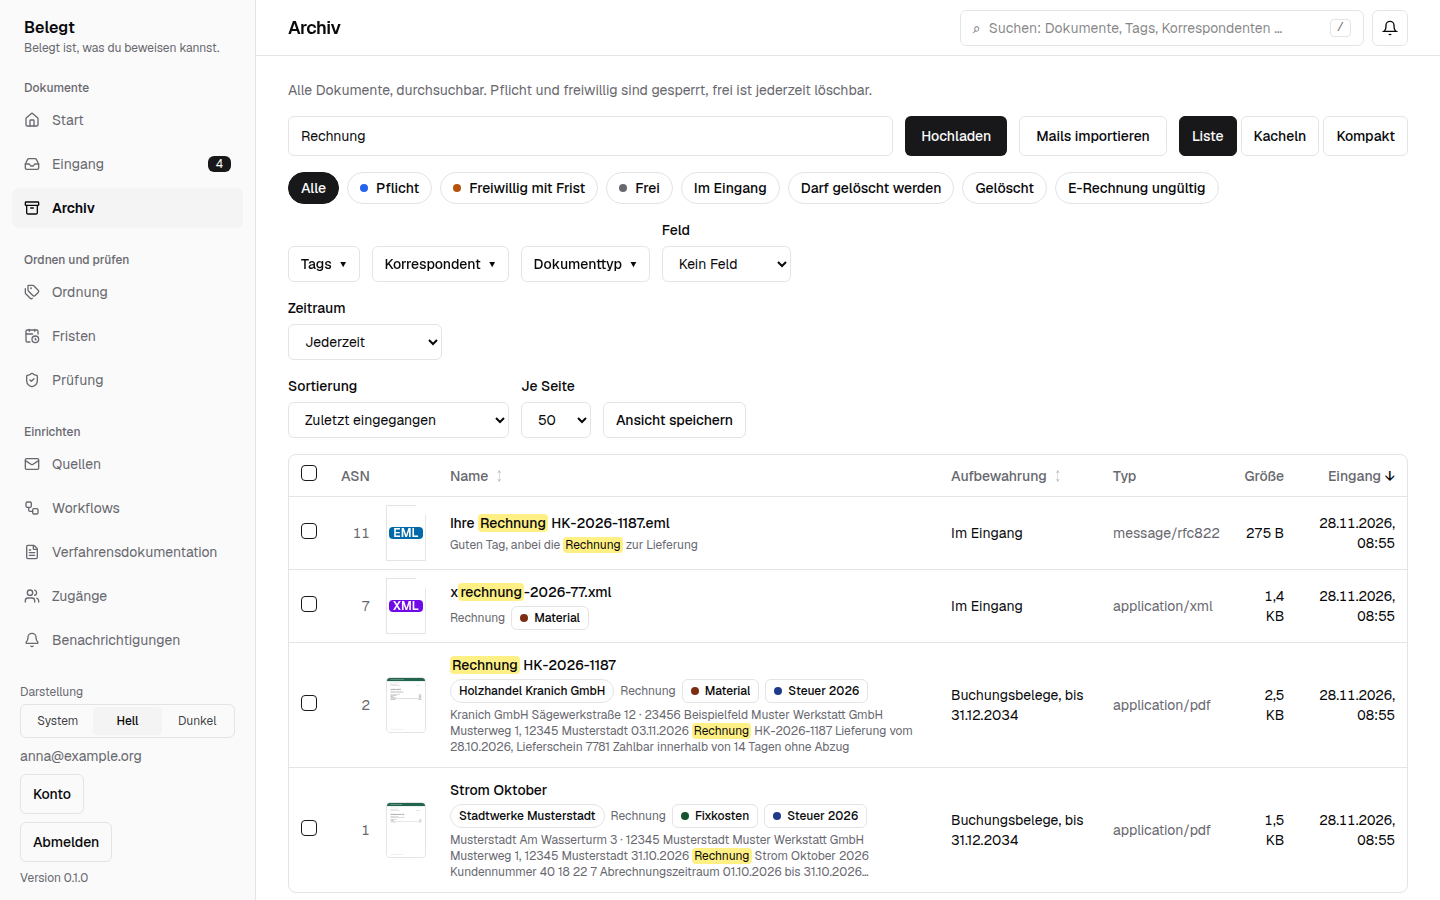 Belegt
Belegt ist, was du beweisen kannst.
Dokumente
Start
Eingang 4
Archiv
Ordnen und prüfen
Ordnung
Fristen
Prüfung
Einrichten
Quellen
Workflows
Verfahrensdokumentation
Zugänge
Benachrichtigungen
Darstellung
System Hell Dunkel
anna@example.org
Konto
Abmelden
Version 0.1.0
Archiv
Suchen: Dokumente, Tags, Korrespondenten … /
Alle Dokumente, durchsuchbar. Pflicht und freiwillig sind gesperrt, frei ist jederzeit löschbar.
Rechnung Hochladen Mails importieren Liste Kacheln Kompakt
Alle Pflicht Freiwillig mit Frist Frei Im Eingang Darf gelöscht werden Gelöscht E-Rechnung ungültig
Feld
Tags ▾ Korrespondent ▾ Dokumenttyp ▾ Kein Feld
Zeitraum
Jederzeit
Sortierung Je Seite
Zuletzt eingegangen 50 Ansicht speichern
ASN Name ↕ Aufbewahrung ↕ Typ Größe Eingang ↓
11 EML Ihre Rechnung HK-2026-1187.eml
Guten Tag, anbei die Rechnung zur Lieferung
Im Eingang message/rfc822 275 B 28.11.2026,
08:55
7 XML xrechnung-2026-77.xml
Rechnung Material
Im Eingang application/xml 1,4
KB
28.11.2026,
08:55
2 Rechnung HK-2026-1187
Holzhandel Kranich GmbH Rechnung Material Steuer 2026
Kranich GmbH Sägewerkstraße 12 · 23456 Beispielfeld Muster Werkstatt GmbH
Musterweg 1, 12345 Musterstadt 03.11.2026 Rechnung HK-2026-1187 Lieferung vom
28.10.2026, Lieferschein 7781 Zahlbar innerhalb von 14 Tagen ohne Abzug
Buchungsbelege, bis
31.12.2034
application/pdf 2,5
KB
28.11.2026,
08:55
1 Strom Oktober
Stadtwerke Musterstadt Rechnung Fixkosten Steuer 2026
Musterstadt Am Wasserturm 3 · 12345 Musterstadt Muster Werkstatt GmbH
Musterweg 1, 12345 Musterstadt 31.10.2026 Rechnung Strom Oktober 2026
Kundennummer 40 18 22 7 Abrechnungszeitraum 01.10.2026 bis 31.10.2026…
Buchungsbelege, bis
31.12.2034
application/pdf 1,5
KB
28.11.2026,
08:55